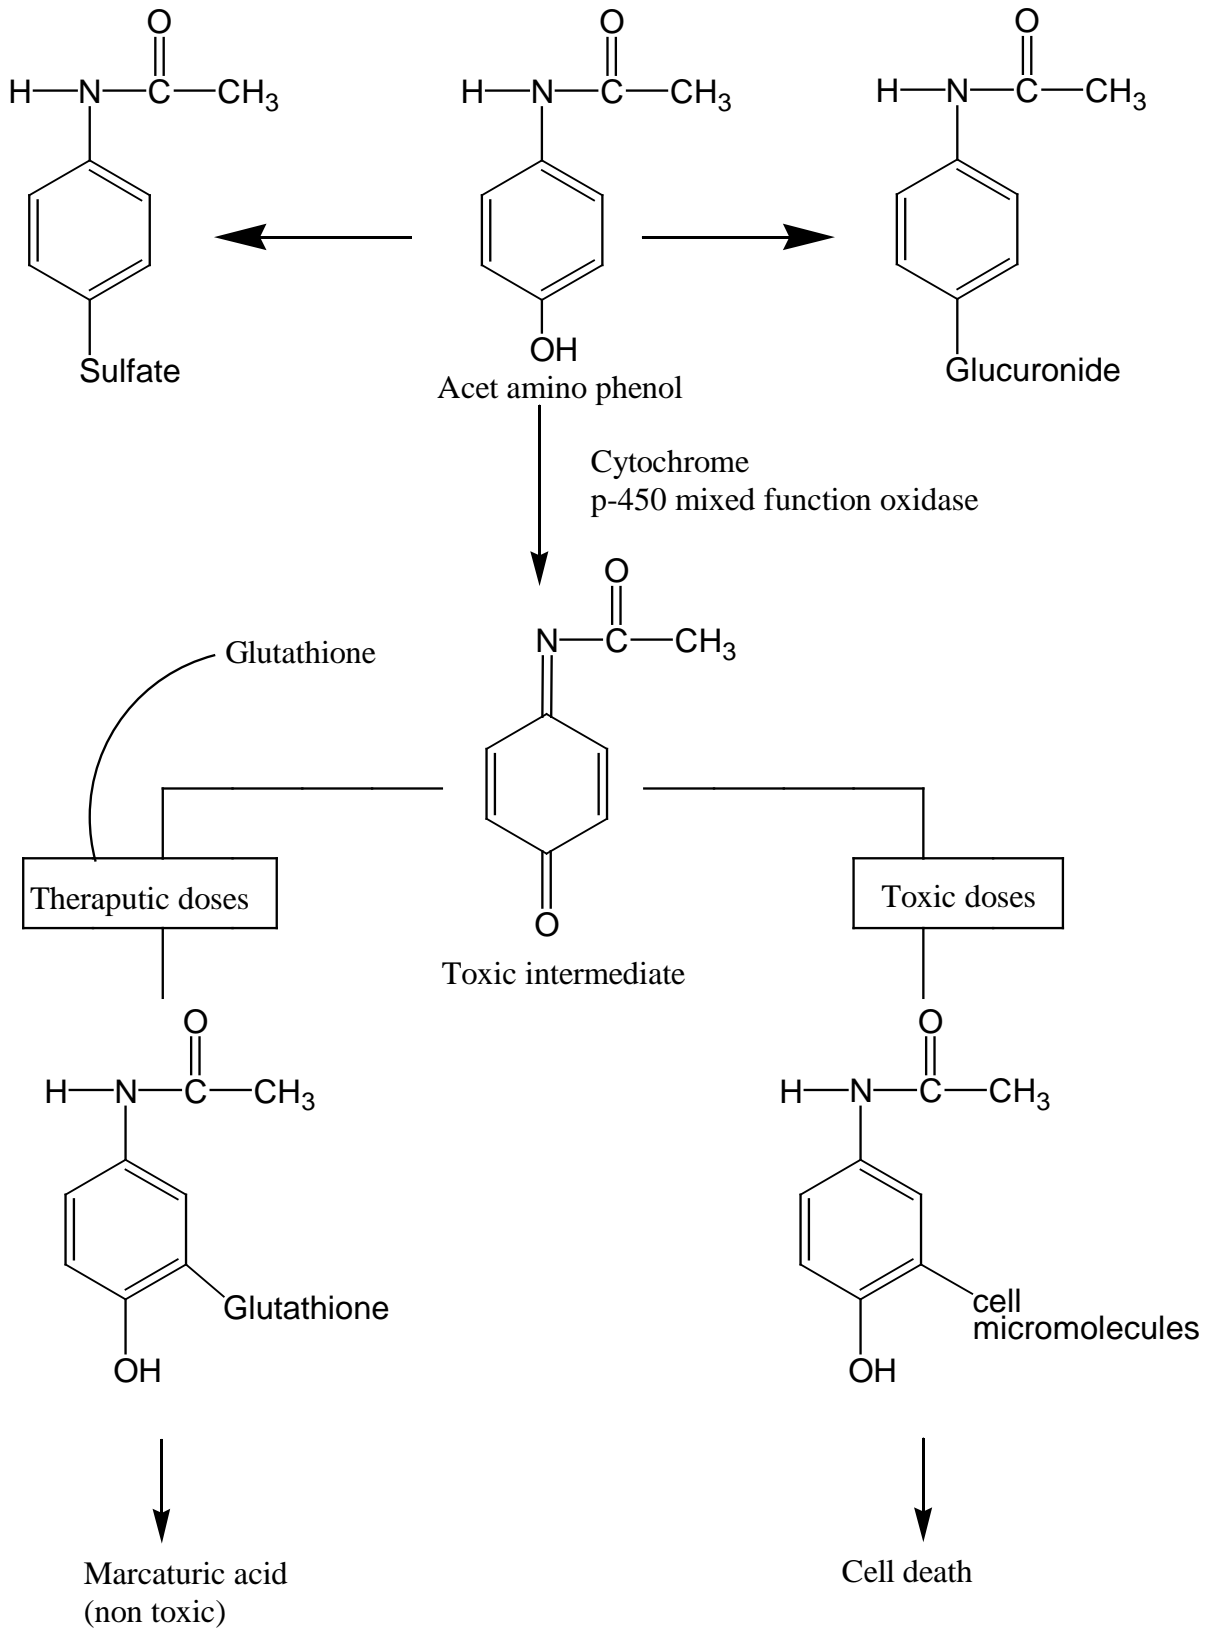 O O O
H N C CH3 H N C CH3 H N C CH3
OH
Sulfate Glucuronide
Acet amino phenol
Cytochrome
p-450 mixed function oxidase
O
N C CH3
Glutathione
Theraputic doses
Toxic doses
O
Toxic intermediate
O O
H N C CH3 H N C CH3
Glutathione
cell
micromolecules
OH OH
Marcaturic acid
(non toxic)
Cell death